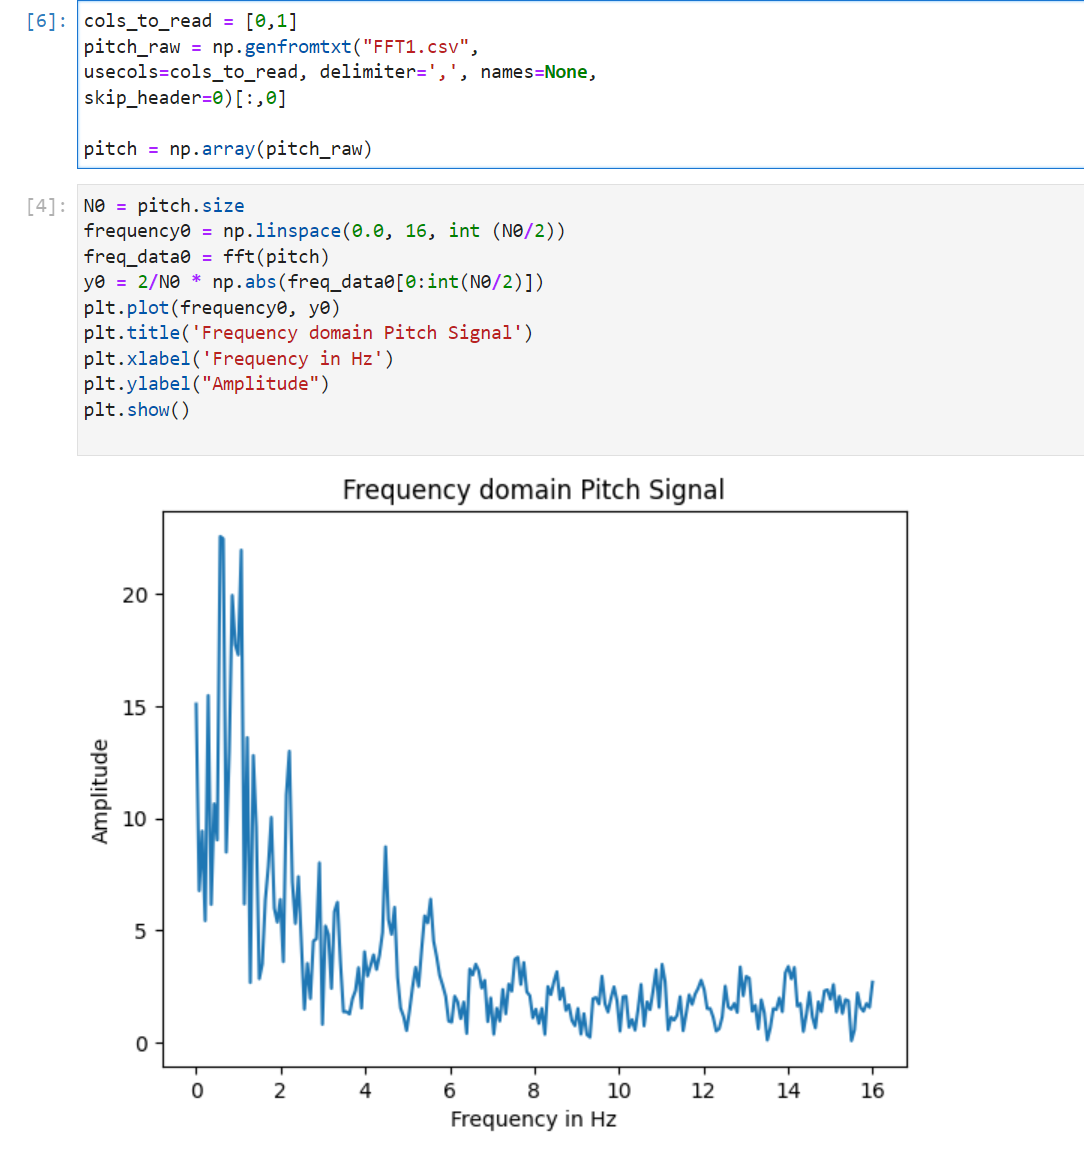 [6]: cols_to_read = [0,1]
pitch_raw = np.genfromtxt("FFT1.csv",
usecols=cols_to_read, delimiter=',', names=None,
skip_header=0)[:,0]
pitch = np.array(pitch_raw)
[4]: N0 = pitch.size
frequency0 = np.linspace(0.0, 16, int (N0/2))
freq_data0 = fft(pitch)
y0 = 2/N0 * np.abs(freq_data0[0:int(N0/2)])
plt.plot(frequency0, y0)
plt.title('Frequency domain Pitch Signal')
plt.xlabel('Frequency in Hz')
plt.ylabel("Amplitude")
plt.show()
Frequency domain Pitch Signal
Amplitude
20
15
10
5
0
0 2 4 6 8 10 12 14 16
Frequency in Hz